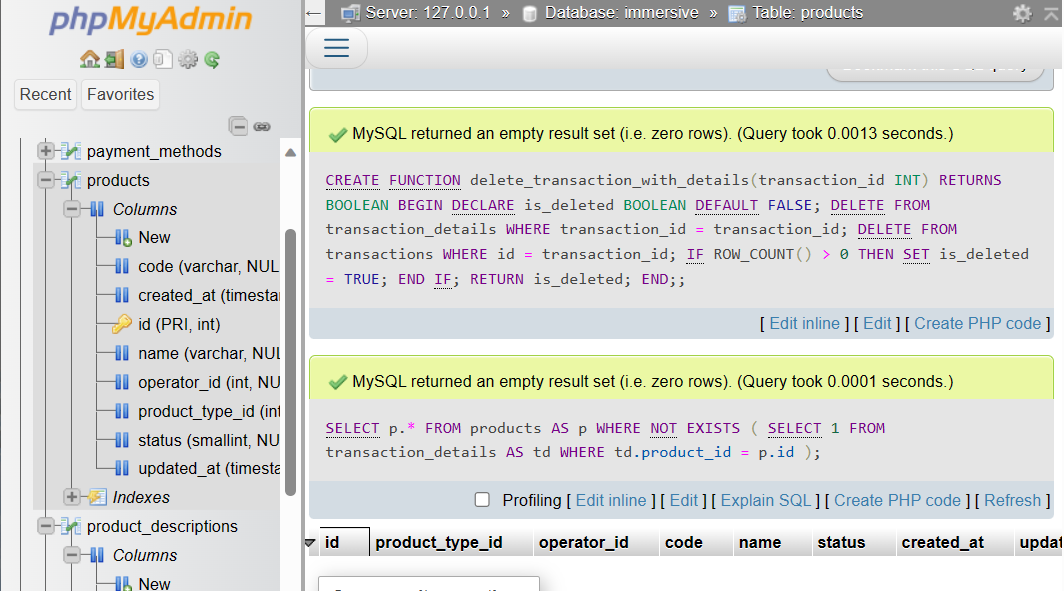 phpMyAdmin
Recent
Favorites
payment_methods
products
Columns
New
code (varchar, NUL
created_at (timesta
id (PRI, int)
name (varchar, NUL
operator_id (int, NU
product_type_id (int
status (smallint, NU
updated_at (timesta
Indexes
product_descriptions
Columns
New
Server: 127.0.0.1 » Database: immersive » Table: products
MySQL returned an empty result set (i.e. zero rows). (Query took 0.0013 seconds.)
CREATE FUNCTION delete_transaction_with_details(transaction_id INT) RETURNS
BOOLEAN BEGIN DECLARE is_deleted BOOLEAN DEFAULT FALSE; DELETE FROM
transaction_details WHERE transaction_id = transaction_id; DELETE FROM
transactions WHERE id = transaction_id; IF ROW_COUNT() > 0 THEN SET is_deleted
= TRUE; END IF; RETURN is_deleted; END;;
[ Edit inline ] [ Edit ] [ Create PHP code ]
MySQL returned an empty result set (i.e. zero rows). (Query took 0.0001 seconds.)
SELECT p.* FROM products AS p WHERE NOT EXISTS ( SELECT 1 FROM
transaction_details AS td WHERE td.product_id = p.id );
Profiling [ Edit inline ] [ Edit ] [ Explain SQL ] [ Create PHP code ] [ Refresh ]
id product_type_id operator_id code name status created_at updat